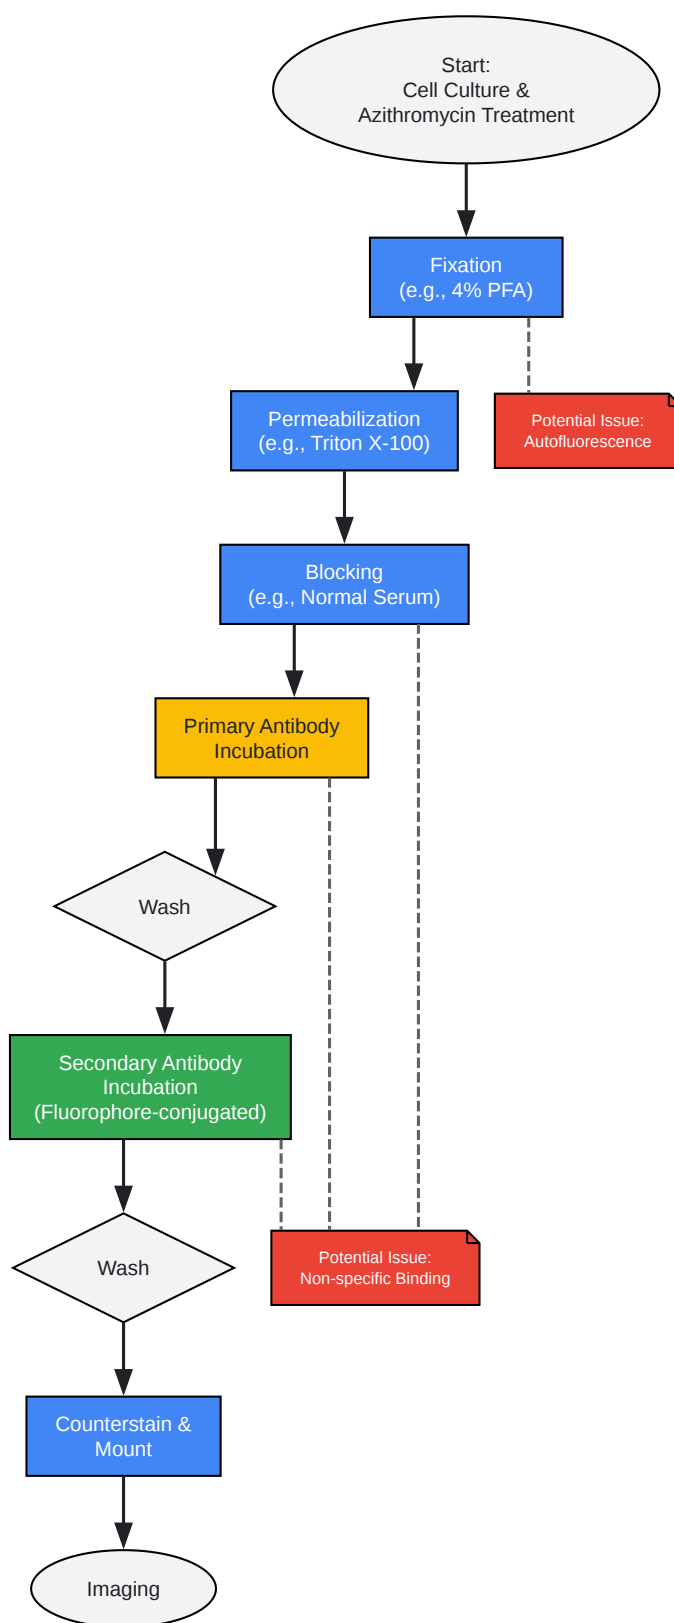 Start:
Cell Culture &
Azithromycin Treatment
Fixation
(e.g., 4% PFA)
Permeabilization
(e.g., Triton X-100)
Potential Issue:
Autofluorescence
Blocking
(e.g., Normal Serum)
Primary Antibody
Incubation
Wash
Secondary Antibody
Incubation
(Fluorophore-conjugated)
Wash
Potential Issue:
Non-specific Binding
Counterstain &
Mount
Imaging